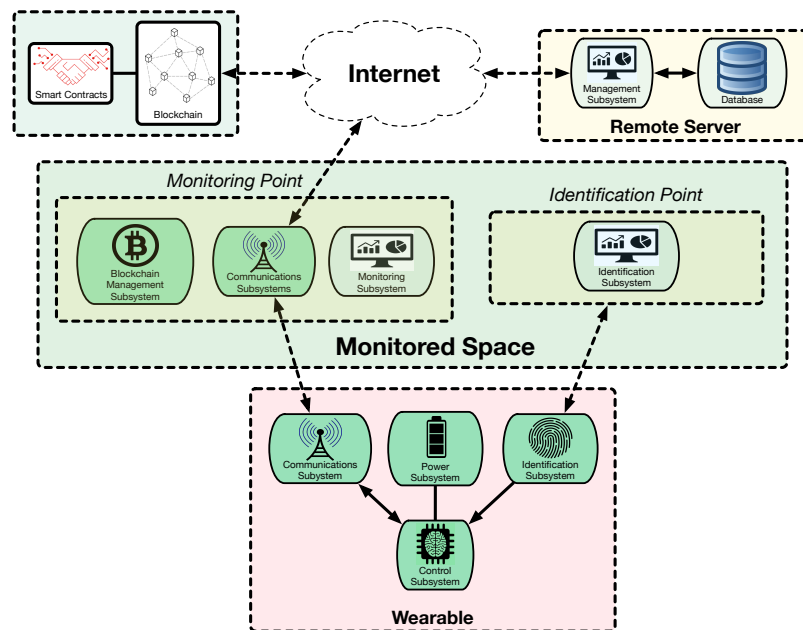 Internet
Smart Contracts
Blockchain
Management
Subsystem
Database
Remote Server
Monitoring Point
Identification Point
Blockchain
Management
Subsystem
Communications
Subsystems
Monitoring
Subsystem
Identification
Subsystem
Monitored Space
Communications
Subsystem
Power
Subsystem
Identification
Subsystem
Control
Subsystem
Wearable